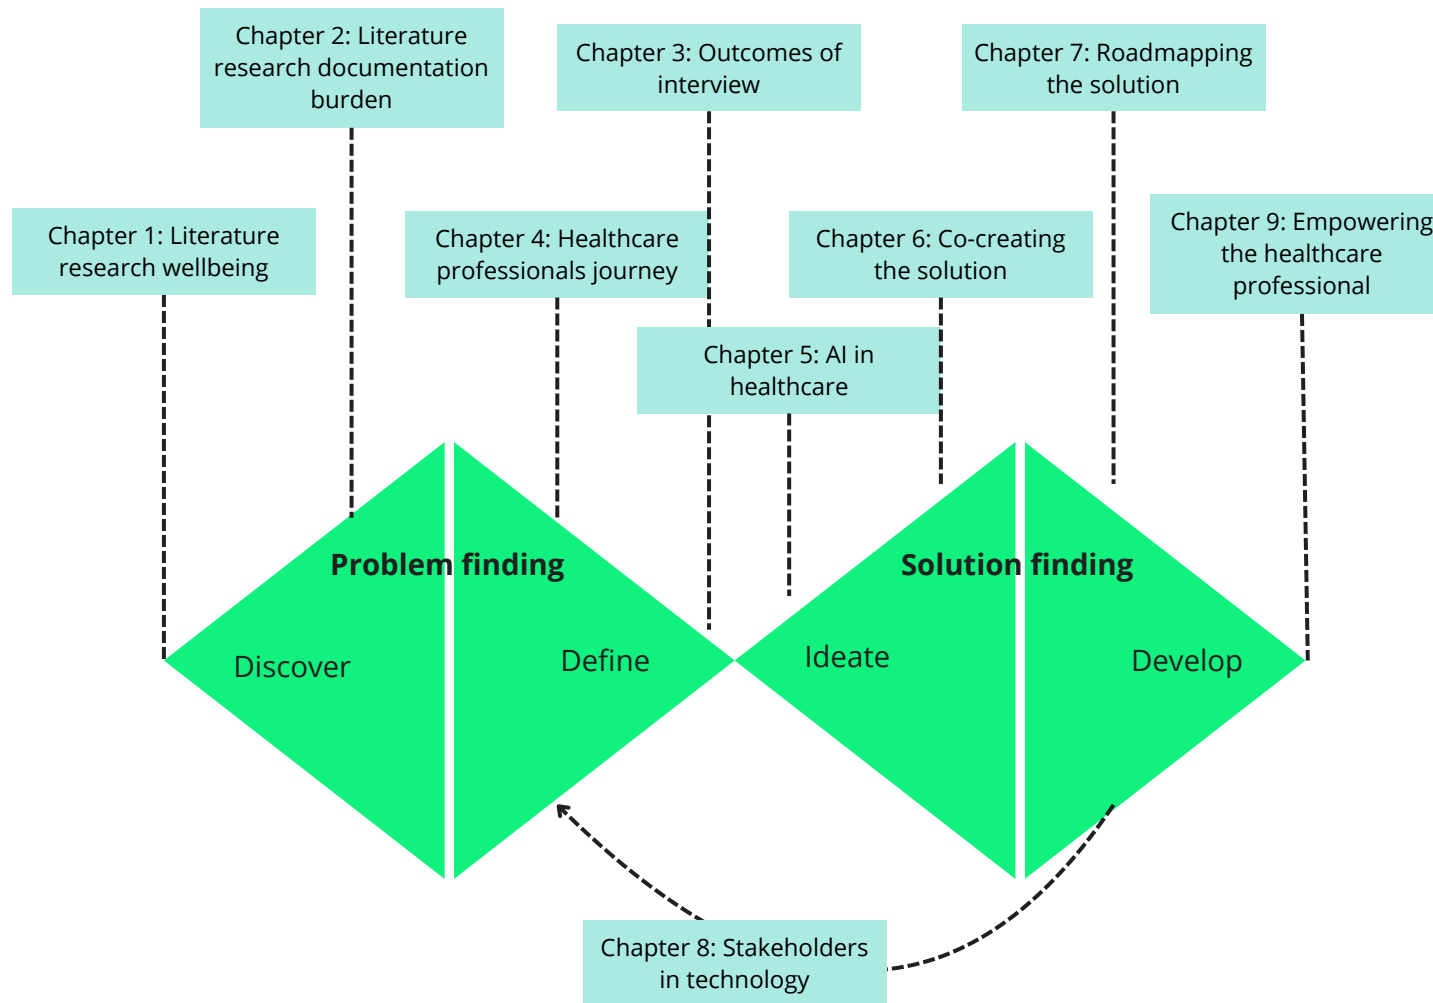 Chapter 2: Literature
research documentation
burden
Chapter 3: Outcomes of
interview
Chapter 7: Roadmapping
the solution
Chapter 1: Literature
research wellbeing
Chapter 4: Healthcare
professionals journey
Chapter 6: Co-creating
the solution
Chapter 9: Empowering
the healthcare
professional
Chapter 5: AI in
healthcare
Problem finding
Solution finding
Discover
Define
Ideate
Develop
Chapter 8: Stakeholders
in technology